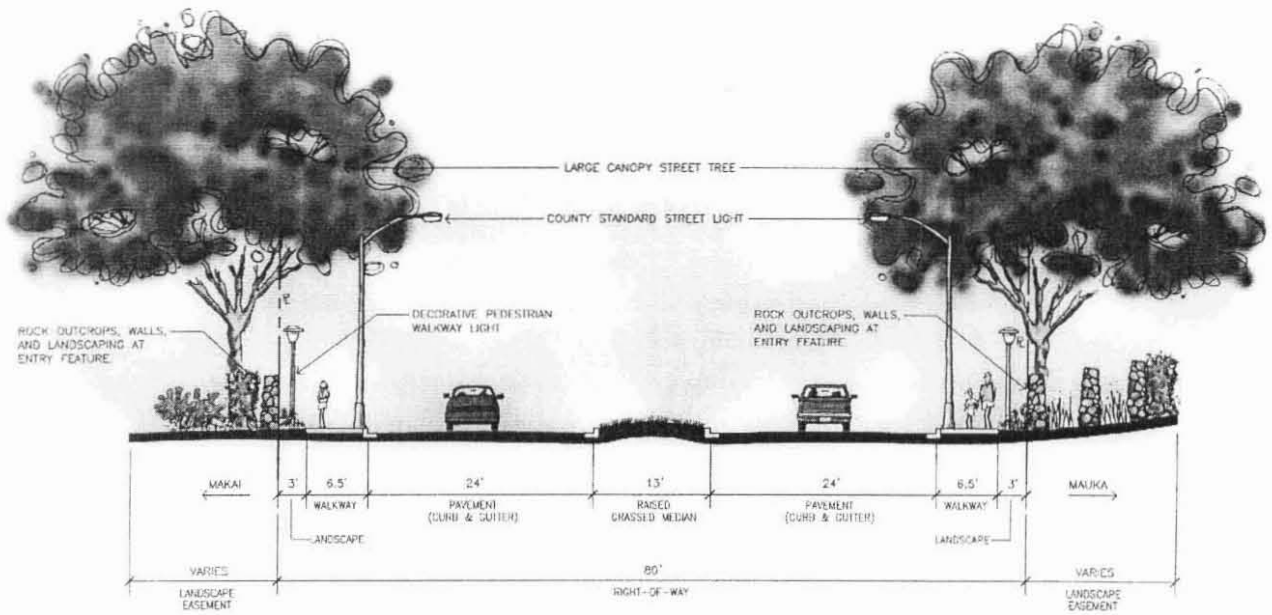 LARGE CANOPY STREET TREE
COUNTY STANDARD STREET LIGHT
ROCK OUTCROPS, WALLS,
AND LANDSCAPING AT
ENTRY FEATURE
DECORATIVE PEDESTRIAN
WALKWAY LIGHT
ROCK OUTCROPS, WALLS,
AND LANDSCAPING AT
ENTRY FEATURE
MAKAI
3'
6.5'
24'
13'
24'
6.5'
3'
MAUKA
WALKWAY
PAVEMENT
(CURB & GUTTER)
RAISED
GRASSED MEDIAN
PAVEMENT
(CURB & GUTTER)
WALKWAY
LANDSCAPE
LANDSCAPE
VARIES
80'
VARIES
LANDSCAPE
EASEMENT
RIGHT-OF-WAY
LANDSCAPE
EASEMENT